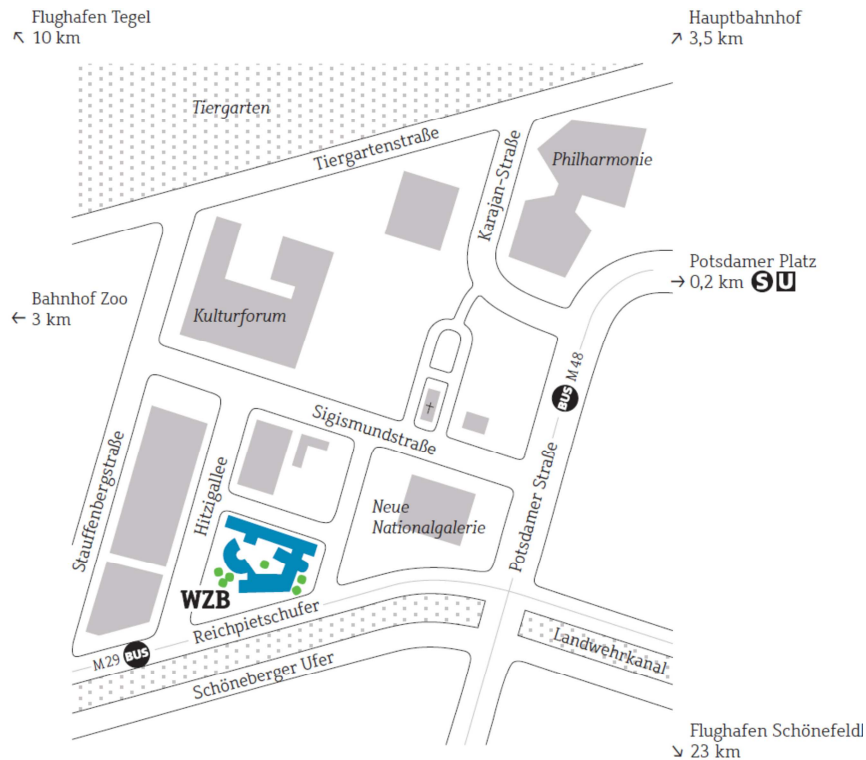 Flughafen Tegel
↖ 10 km
Hauptbahnhof
↗ 3,5 km
Tiergarten
Tiergartenstraße
Karajan-Straße
Philharmonie
Potsdamer Platz
→ 0,2 km S U
Bahnhof Zoo
← 3 km
Kulturforum
BUS M 48
Sigismundstraße
Stauffenbergstraße
Hitzigallee
Neue
Nationalgalerie
Potsdamer Straße
WZB
Reichpietschufer
M 29 BUS
Landwehrkanal
Schöneberger Ufer
Flughafen Schönefeld
↘ 23 km